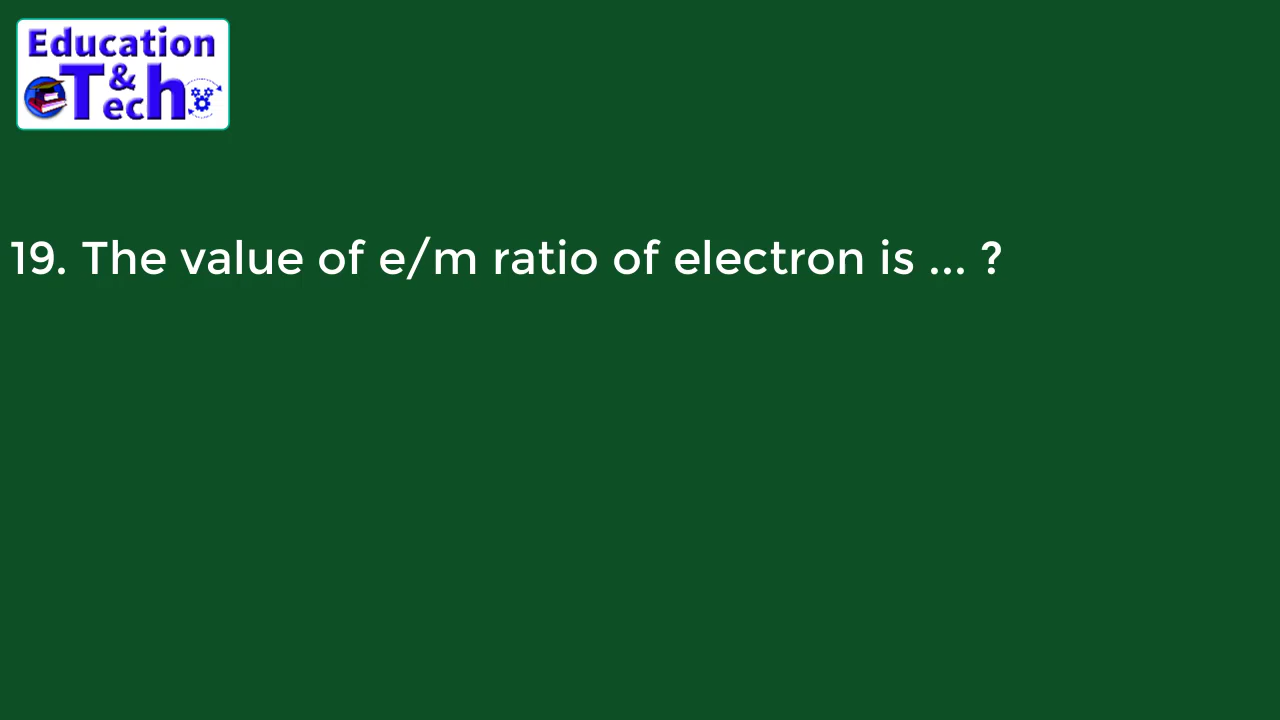 Education
&
Tech
19. The value of e/m ratio of electron is ... ?